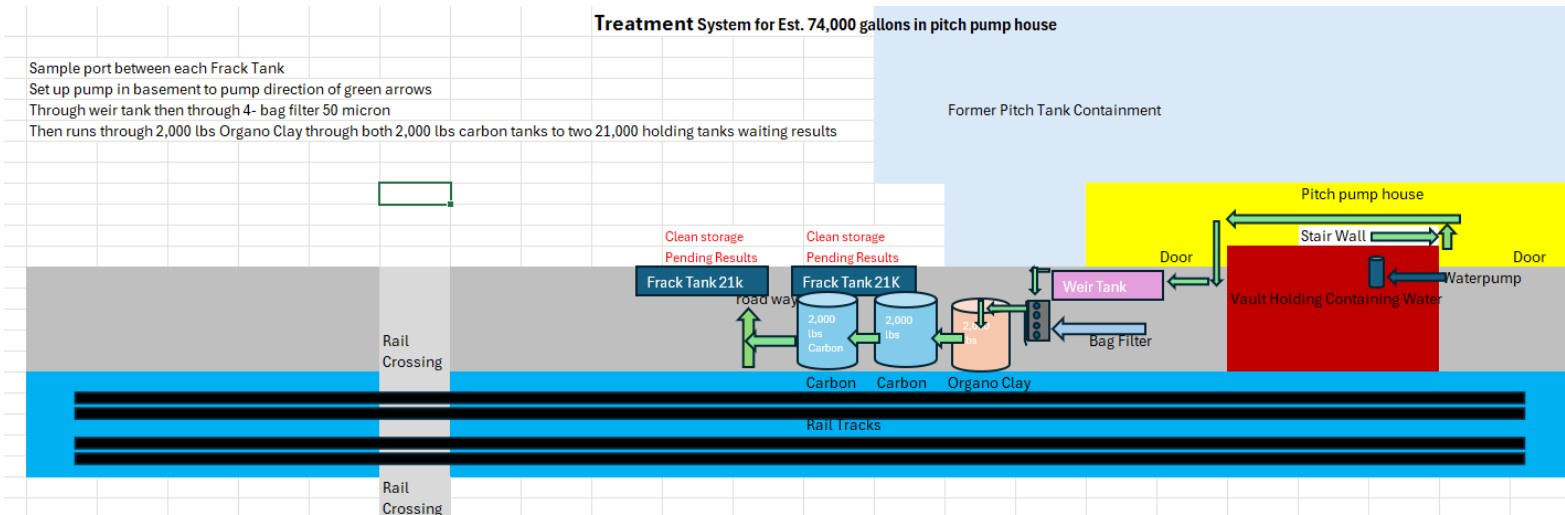 Treatment System for Est. 74,000 gallons in pitch pump house
Sample port between each Frack Tank
Set up pump in basement to pump direction of green arrows
Through weir tank then through 4- bag filter 50 micron
Then runs through 2,000 lbs Organo Clay through both 2,000 lbs carbon tanks to two 21,000 holding tanks waiting results
Former Pitch Tank Containment
Pitch pump house
Stair Wall
Clean storage
Pending Results
Clean storage
Pending Results
Door
Door
Frack Tank 21k
Frack Tank 21K
Weir Tank
Waterpump
road way
Vault Holding Containing Water
2,000
lbs
Carbon
2,000
lbs
lbs
Bag Filter
Rail
Crossing
Carbon
Carbon
Organo Clay
Rail Tracks
Rail
Crossing